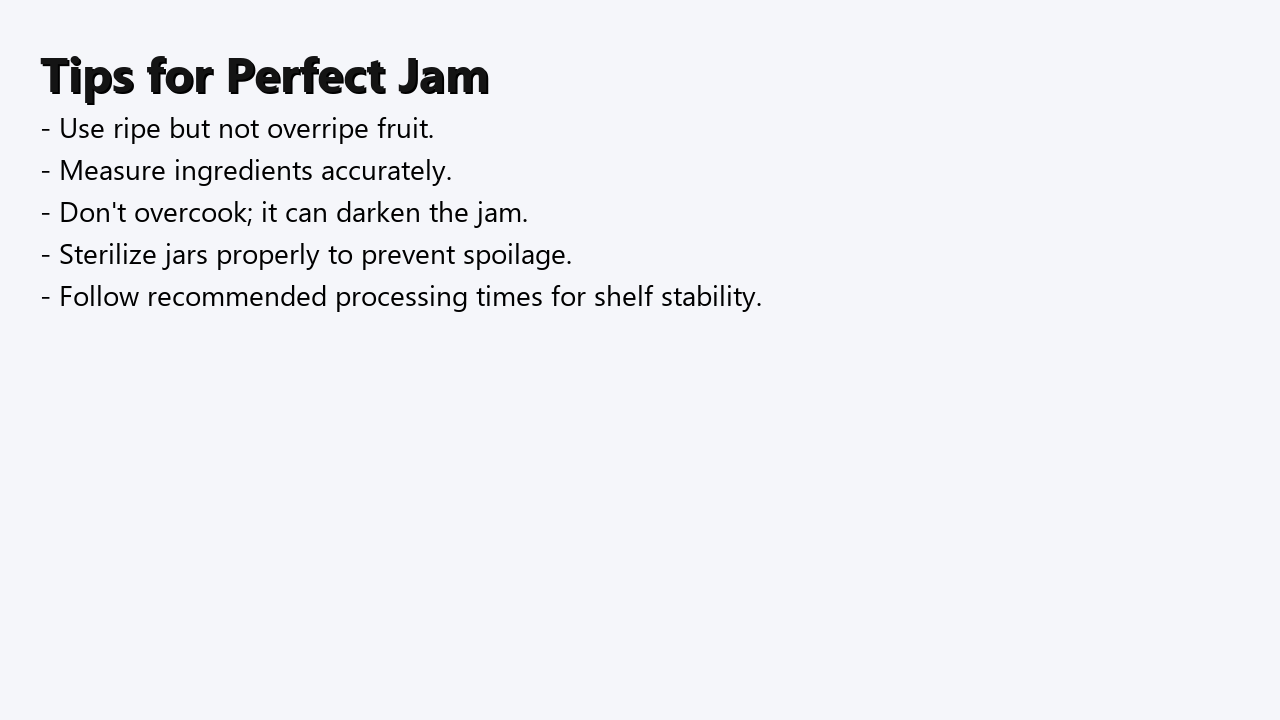 Tips for Perfect Jam
- Use ripe but not overripe fruit.
- Measure ingredients accurately.
- Don't overcook; it can darken the jam.
- Sterilize jars properly to prevent spoilage.
- Follow recommended processing times for shelf stability.